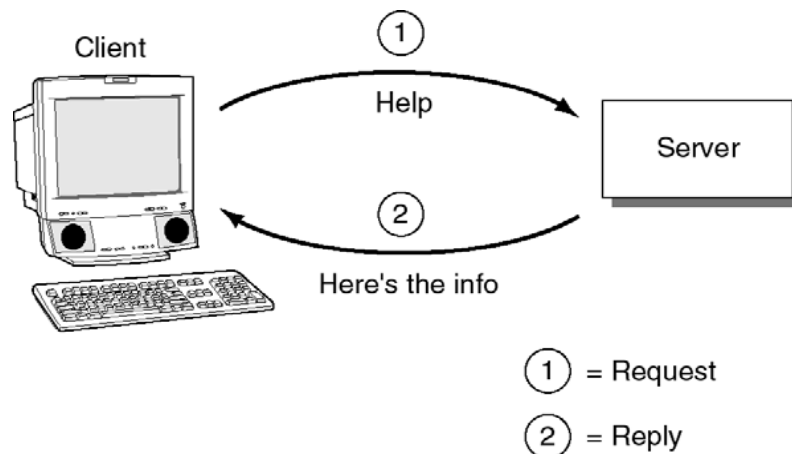 Client
1
Help
Server
2
Here's the info
1 = Request
2 = Reply